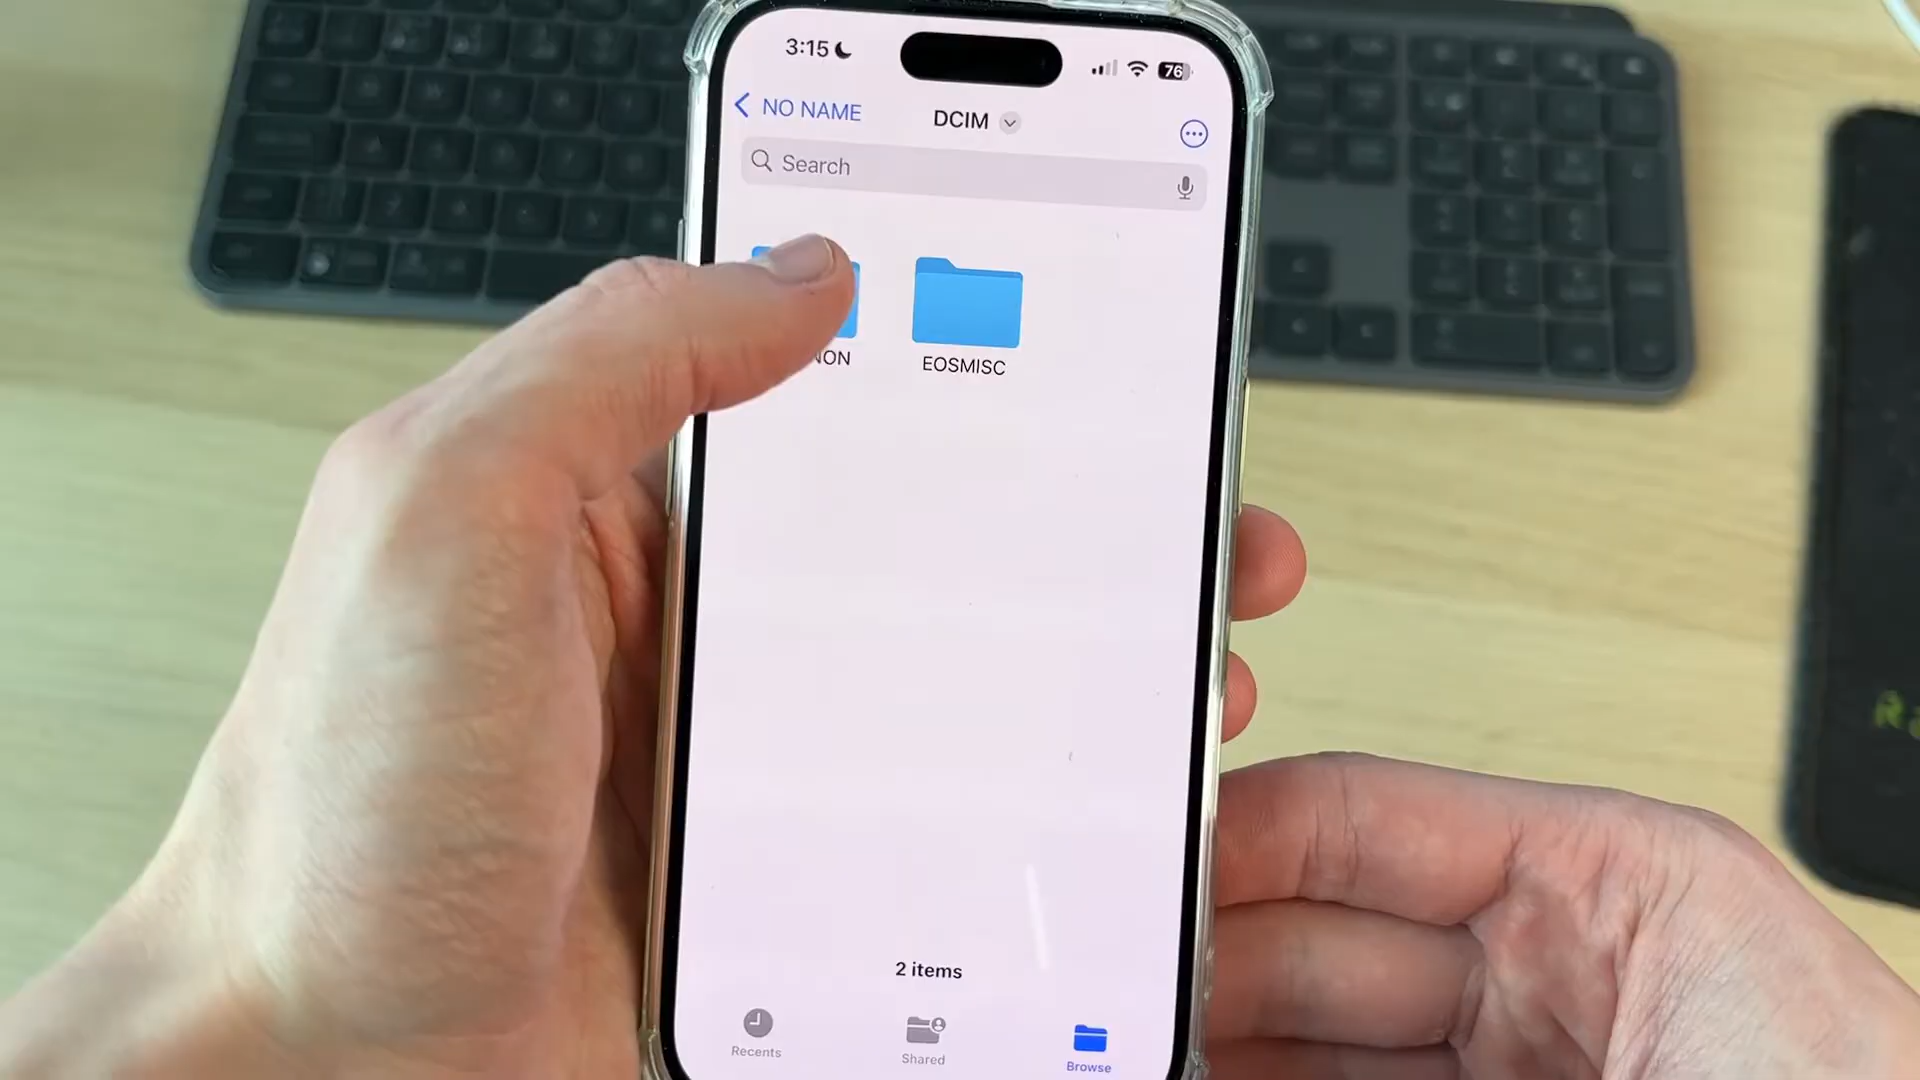 3:15
76
NO NAME
DCIM
Search
NON
EOSMISC
2 items
Recents
Shared
Browse